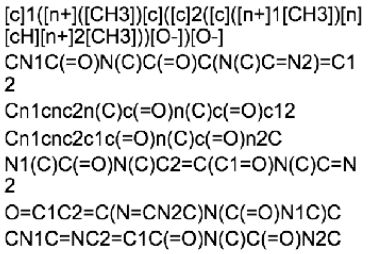 [c]1([n+]([CH3])[c]([c]2([c]([n+]1[CH3])[n]
[cH][n+]2[CH3]))[O-])[O-]
CN1C(=O)N(C)C(=O)C(N(C)C=N2)=C1
2
Cn1cnc2n(C)c(=O)n(C)c(=O)c12
Cn1cnc2c1c(=O)n(C)c(=O)n2C
N1(C)C(=O)N(C)C2=C(C1=O)N(C)C=N
2
O=C1C2=C(N=CN2C)N(C(=O)N1C)C
CN1C=NC2=C1C(=O)N(C)C(=O)N2C